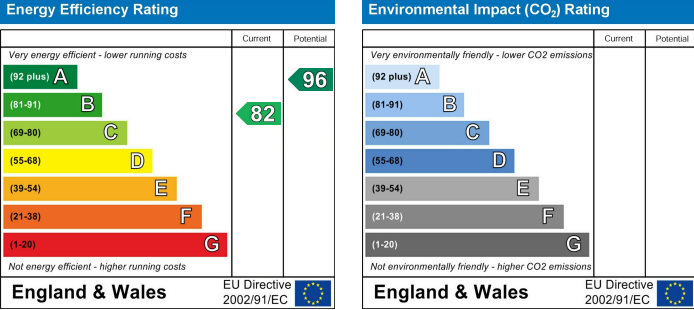 Energy Efficiency Rating
Current Potential
Very energy efficient - lower running costs
(92 plus) A
(81-91) B
(69-80) C
(55-68) D
(39-54) E
(21-38) F
(1-20) G
82
96
Not energy efficient - higher running costs
England & Wales
EU Directive
2002/91/EC
Environmental Impact (CO₂) Rating
Current Potential
Very environmentally friendly - lower CO2 emissions
(92 plus) A
(81-91) B
(69-80) C
(55-68) D
(39-54) E
(21-38) F
(1-20) G
Not environmentally friendly - higher CO2 emissions
England & Wales
EU Directive
2002/91/EC